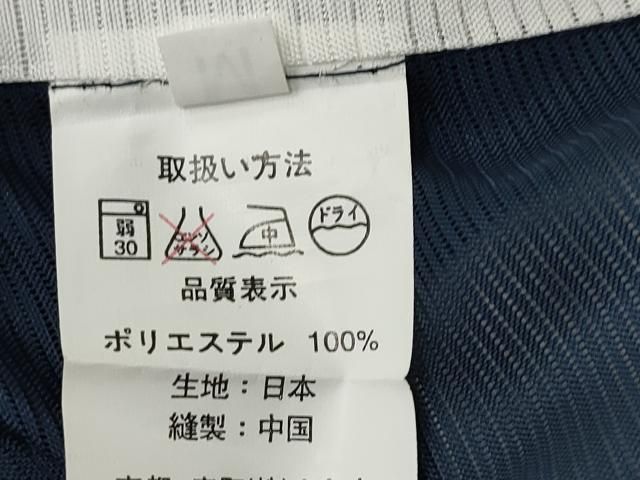 取扱い方法
弱 30
エンソ サラシ
中
ドライ
品質表示
ポリエステル 100%
生地：日本
縫製：中国